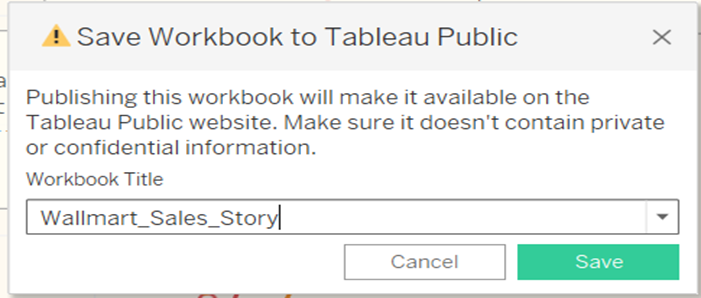 Save Workbook to Tableau Public
Publishing this workbook will make it available on the
Tableau Public website. Make sure it doesn't contain private
or confidential information.
Workbook Title
Wallmart_Sales_Story
Cancel
Save